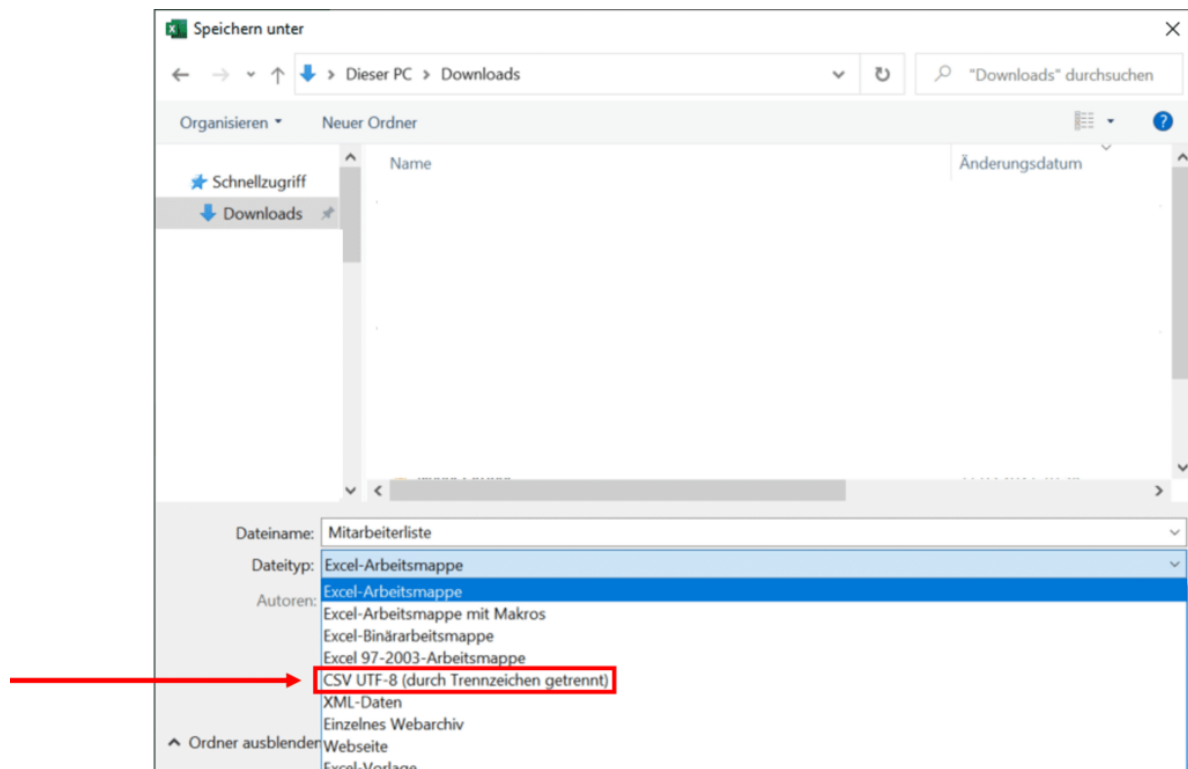 Speichern unter
Dieser PC > Downloads
"Downloads" durchsuchen
Organisieren
Neuer Ordner
?
Name
Änderungsdatum
Schnellzugriff
Downloads
Dateiname: Mitarbeiterliste
Dateityp: Excel-Arbeitsmappe
Autoren:
Excel-Arbeitsmappe
Excel-Arbeitsmappe mit Makros
Excel-Binärarbeitsmappe
Excel 97-2003-Arbeitsmappe
CSV UTF-8 (durch Trennzeichen getrennt)
XML-Daten
Einzelnes Webarchiv
Ordner ausblenden
Webseite
Excel-Vorlage